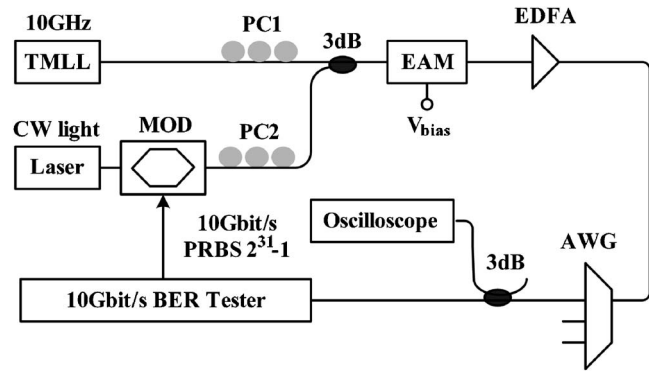 10GHz
TMLL
PC1
3dB
EAM
EDFA
V_bias
CW light
Laser
MOD
PC2
10Gbit/s
PRBS 2^31-1
Oscilloscope
3dB
AWG
10Gbit/s BER Tester